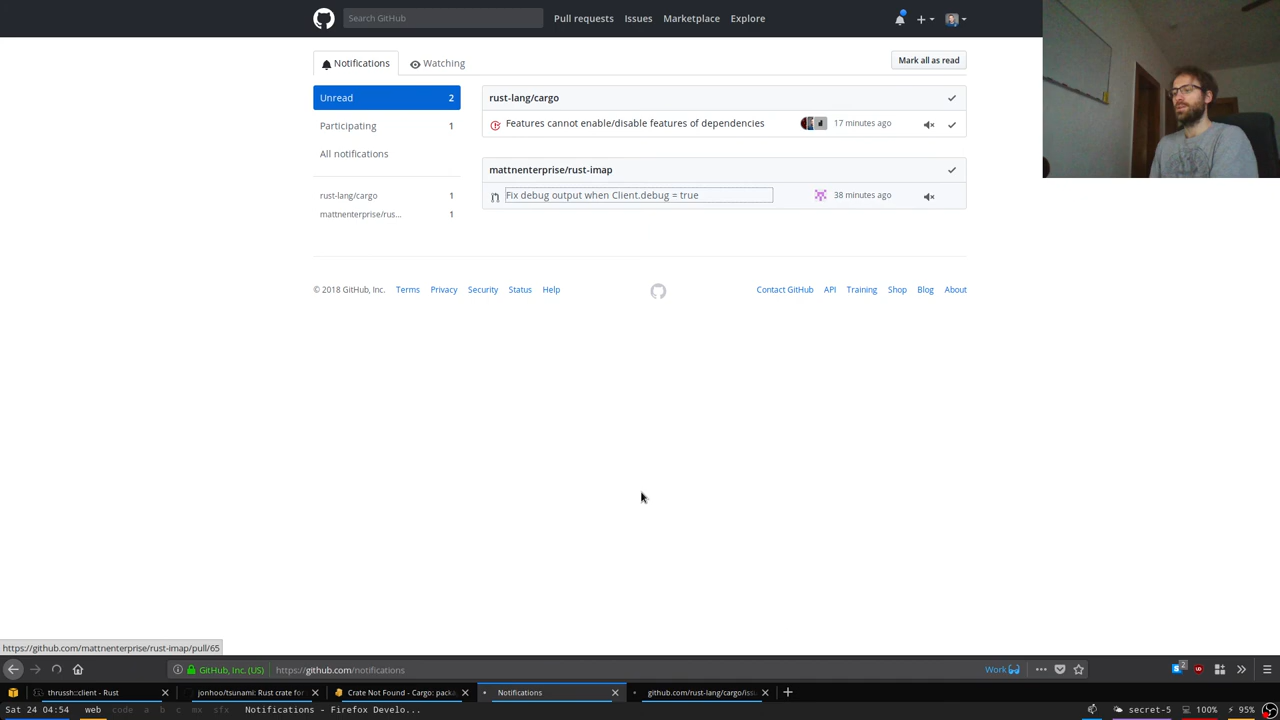 Search GitHub
Pull requests Issues Marketplace Explore
Notifications Watching
Mark all as read
Unread 2
Participating 1
All notifications
rust-lang/cargo 1
mattnenterprise/rus... 1
rust-lang/cargo
Features cannot enable/disable features of dependencies 17 minutes ago
mattnenterprise/rust-imap
Fix debug output when Client.debug = true 38 minutes ago
© 2018 GitHub, Inc. Terms Privacy Security Status Help
Contact GitHub API Training Shop Blog About
https://github.com/mattnenterprise/rust-imap/pull/65
GitHub, Inc. (US) https://github.com/notifications Work
2
thrussh::client - Rust
jonhoo/tsunami: Rust crate for
Crate Not Found - Cargo: pack
Notifications
github.com/rust-lang/cargo/iss
Sat 24 04:54 web code a b c mx sfx Notifications - Firefox Develo... secret-5 100% 95%